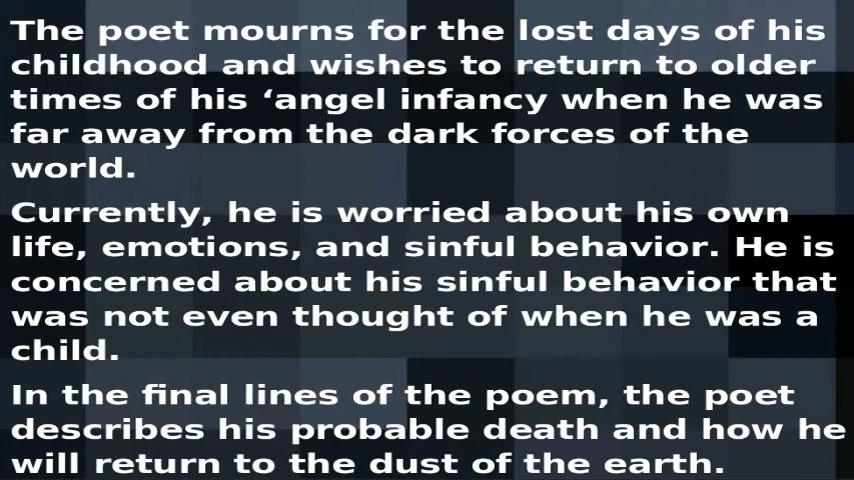 The poet mourns for the lost days of his
childhood and wishes to return to older
times of his ‘angel infancy when he was
far away from the dark forces of the
world.
Currently, he is worried about his own
life, emotions, and sinful behavior. He is
concerned about his sinful behavior that
was not even thought of when he was a
child.
In the final lines of the poem, the poet
describes his probable death and how he
will return to the dust of the earth.